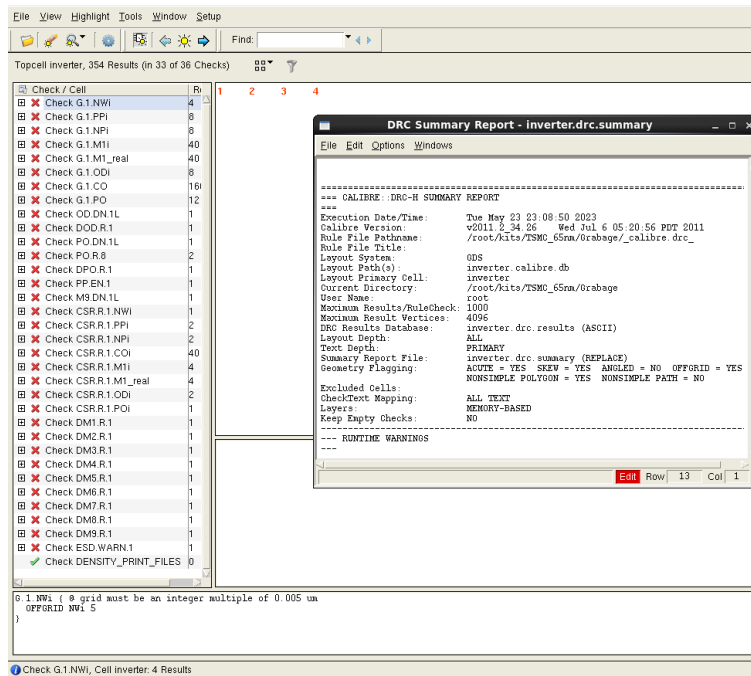 File View Highlight Tools Window Setup
Find:
Topcell inverter, 354 Results (in 33 of 36 Checks)
Check / Cell
Check G.1.NWi 4
Check G.1.PPi 8
Check G.1.NPi 8
Check G.1.M1i 40
Check G.1.M1_real 40
Check G.1.ODi 8
Check G.1.CO
Check G.1.PO 12
Check OD.DN.1L 1
Check DOD.R.1 1
Check PO.DN.1L 1
Check PO.R.8 2
Check DPO.R.1 1
Check PP.EN.1 1
Check M9.DN.1L 1
Check CSR.R.1.NWi 1
Check CSR.R.1.PPi 2
Check CSR.R.1.NPi 2
Check CSR.R.1.COi 40
Check CSR.R.1.M1i 4
Check CSR.R.1.M1_real 4
Check CSR.R.1.ODi 2
Check CSR.R.1.POi 1
Check DM1.R.1 1
Check DM2.R.1 1
Check DM3.R.1 1
Check DM4.R.1 1
Check DM5.R.1 1
Check DM6.R.1 1
Check DM7.R.1 1
Check DM8.R.1 1
Check DM9.R.1 1
Check ESD.WARN.1 1
Check DENSITY_PRINT_FILES 0
1 2 3 4
DRC Summary Report - inverter.drc.summary
File Edit Options Windows
==================================================================
=== CALIBRE::DRC-H SUMMARY REPORT
===
Execution Date/Time: Tue May 23 23:08:50 2023
Calibre Version: v2011.2_34.26 Wed Jul 6 05:20:56 PDT 2011
Rule File Pathname: /root/kits/TSMC_65nm/Grabage/_calibre.drc_
Rule File Title:
Layout System: GDS
Layout Path(s): inverter.calibre.db
Layout Primary Cell: inverter
Current Directory: /root/kits/TSMC_65nm/Grabage
User Name: root
Maximum Results/RuleCheck: 1000
Maximum Result Vertices: 4096
DRC Results Database: inverter.drc.results (ASCII)
Layout Depth: ALL
Text Depth: PRIMARY
Summary Report File: inverter.drc.summary (REPLACE)
Geometry Flagging: ACUTE = YES SKEW = YES ANGLED = NO OFFGRID = YES
NONSIMPLE POLYGON = YES NONSIMPLE PATH = NO
Excluded Cells:
CheckText Mapping: ALL TEXT
Layers: MEMORY-BASED
Keep Empty Checks: NO
------------------------------------------------------------------
--- RUNTIME WARNINGS
---
Edit Row 13 Col 1
G.1.NWi { @ grid must be an integer multiple of 0.005 um
OFFGRID NWi 5
}
Check G.1.NWi, Cell inverter: 4 Results